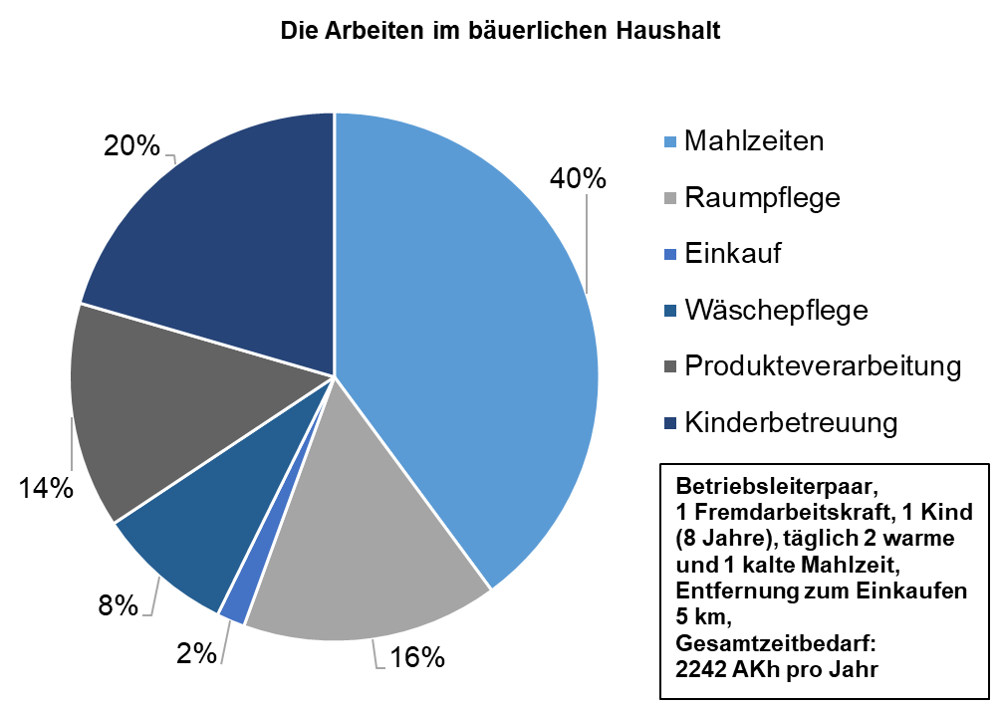 Die Arbeiten im bäuerlichen Haushalt
20%
40%
14%
8%
2%
16%
Mahlzeiten
Raumpflege
Einkauf
Wäschepflege
Produkteverarbeitung
Kinderbetreuung
Betriebsleiterpaar,
1 Fremdarbeitskraft, 1 Kind
(8 Jahre), täglich 2 warme
und 1 kalte Mahlzeit,
Entfernung zum Einkaufen
5 km,
Gesamtzeitbedarf:
2242 AKh pro Jahr